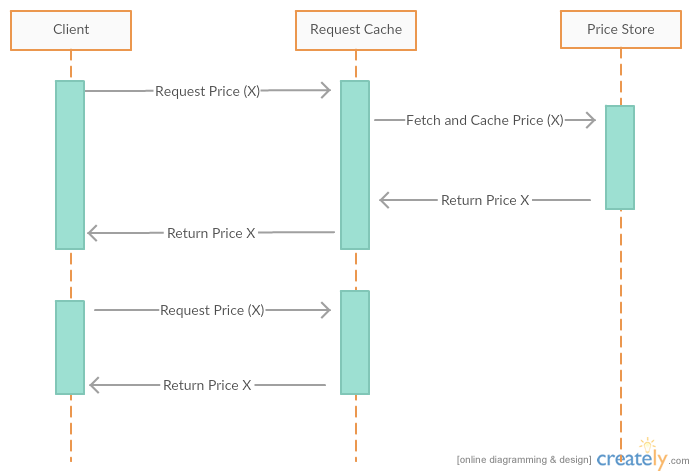 Client
Request Cache
Price Store
Request Price (X)
Fetch and Cache Price (X)
Return Price X
Return Price X
Request Price (X)
Return Price X
[online diagramming & design] creately.com